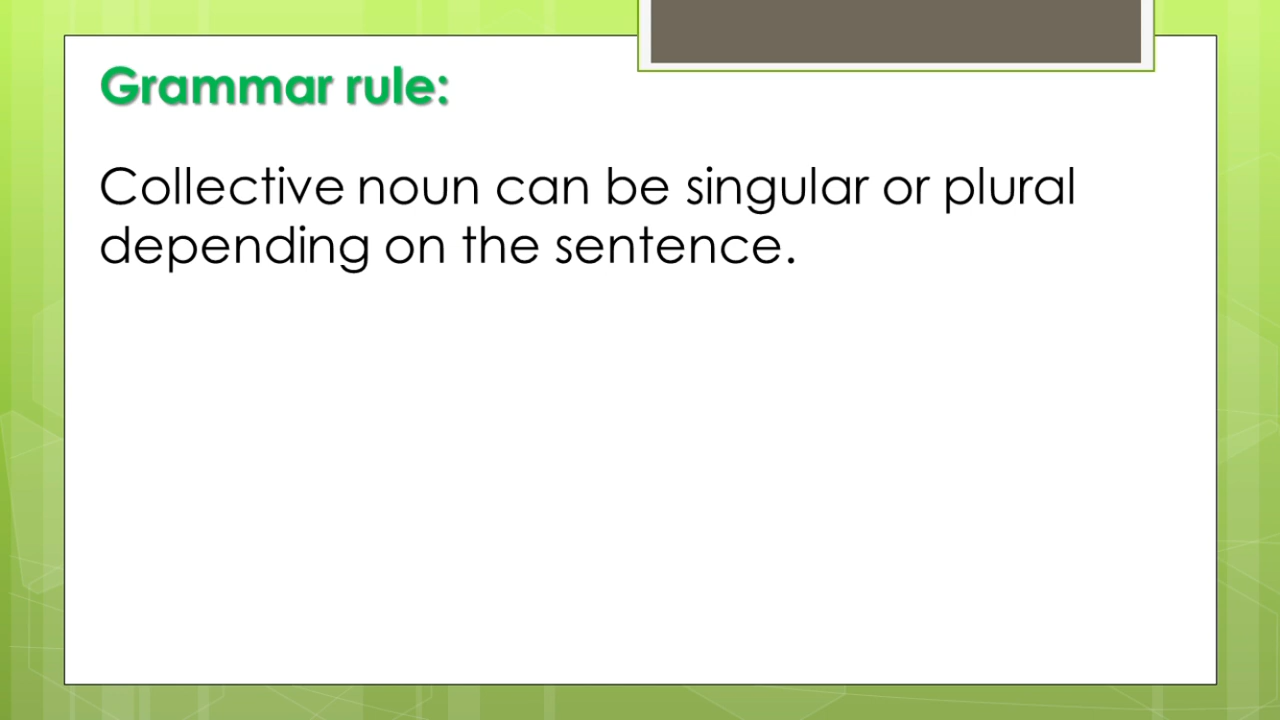 Grammar rule:
Collective noun can be singular or plural
depending on the sentence.